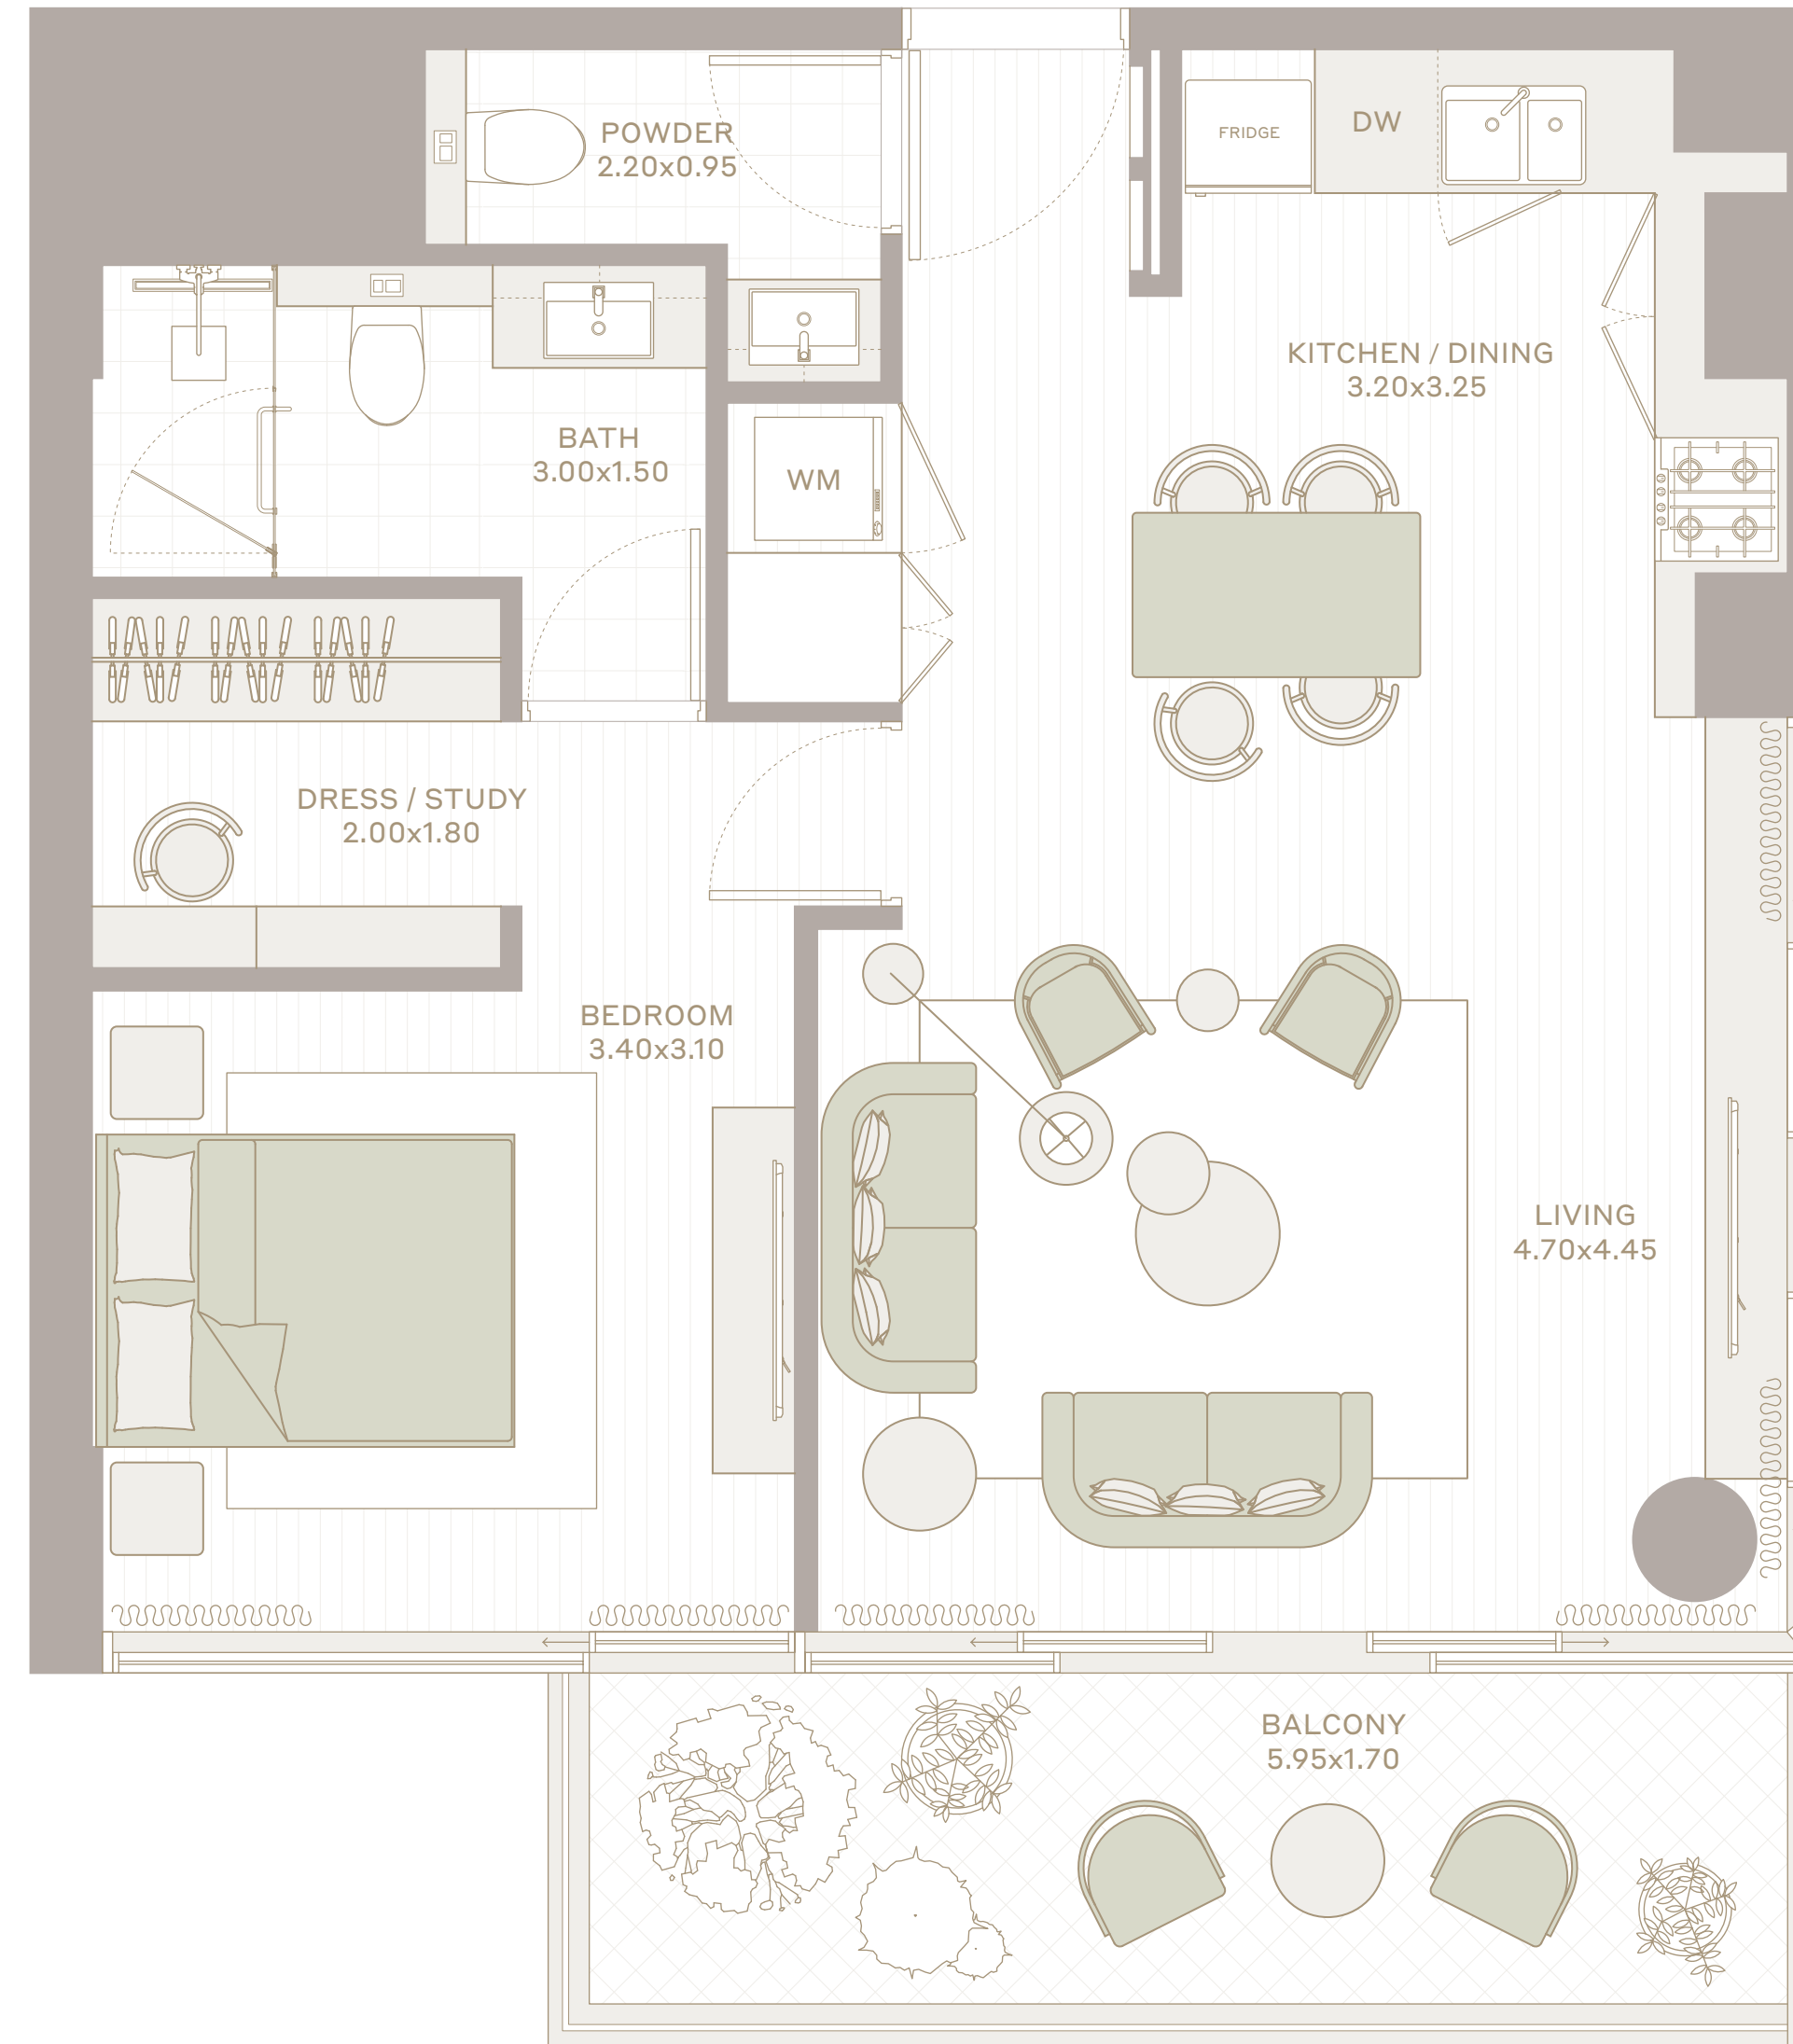 POWDER
2.20x0.95
FRIDGE
DW
KITCHEN / DINING
3.20x3.25
BATH
3.00x1.50
WM
DRESS / STUDY
2.00x1.80
BEDROOM
3.40x3.10
LIVING
4.70x4.45
BALCONY
5.95x1.70